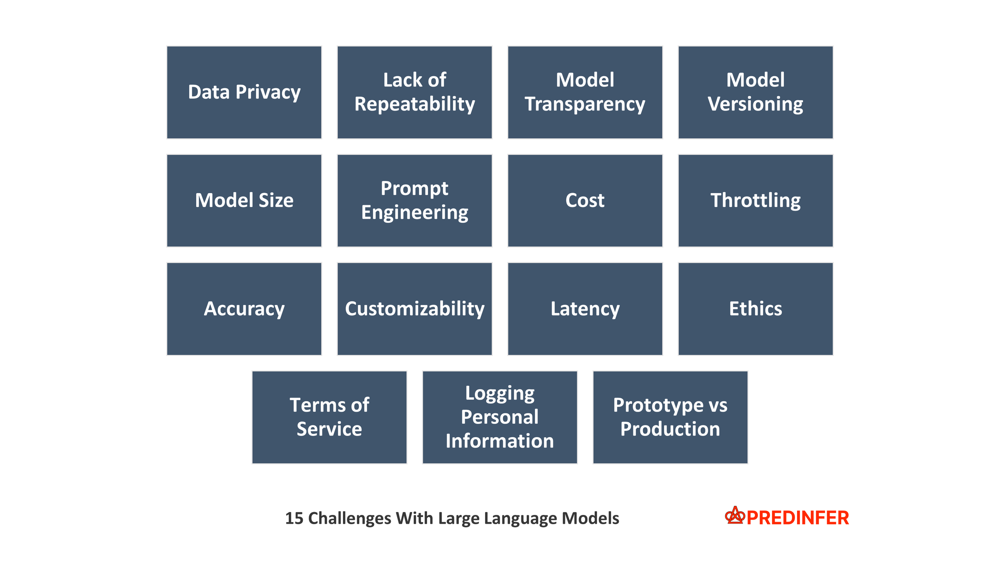 Data Privacy
Lack of
Repeatability
Model
Transparency
Model
Versioning
Model Size
Prompt
Engineering
Cost
Throttling
Accuracy
Customizability
Latency
Ethics
Terms of
Service
Logging
Personal
Information
Prototype vs
Production
15 Challenges With Large Language Models
PREDINFER